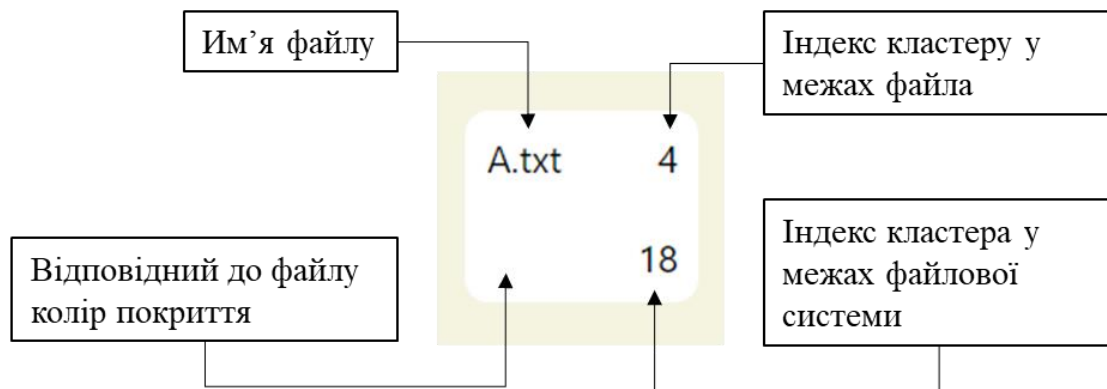 Им’я файлу
Індекс кластеру у
межах файла
A.txt 4
18
Відповідний до файлу
колір покриття
Індекс кластера у
межах файлової
системи